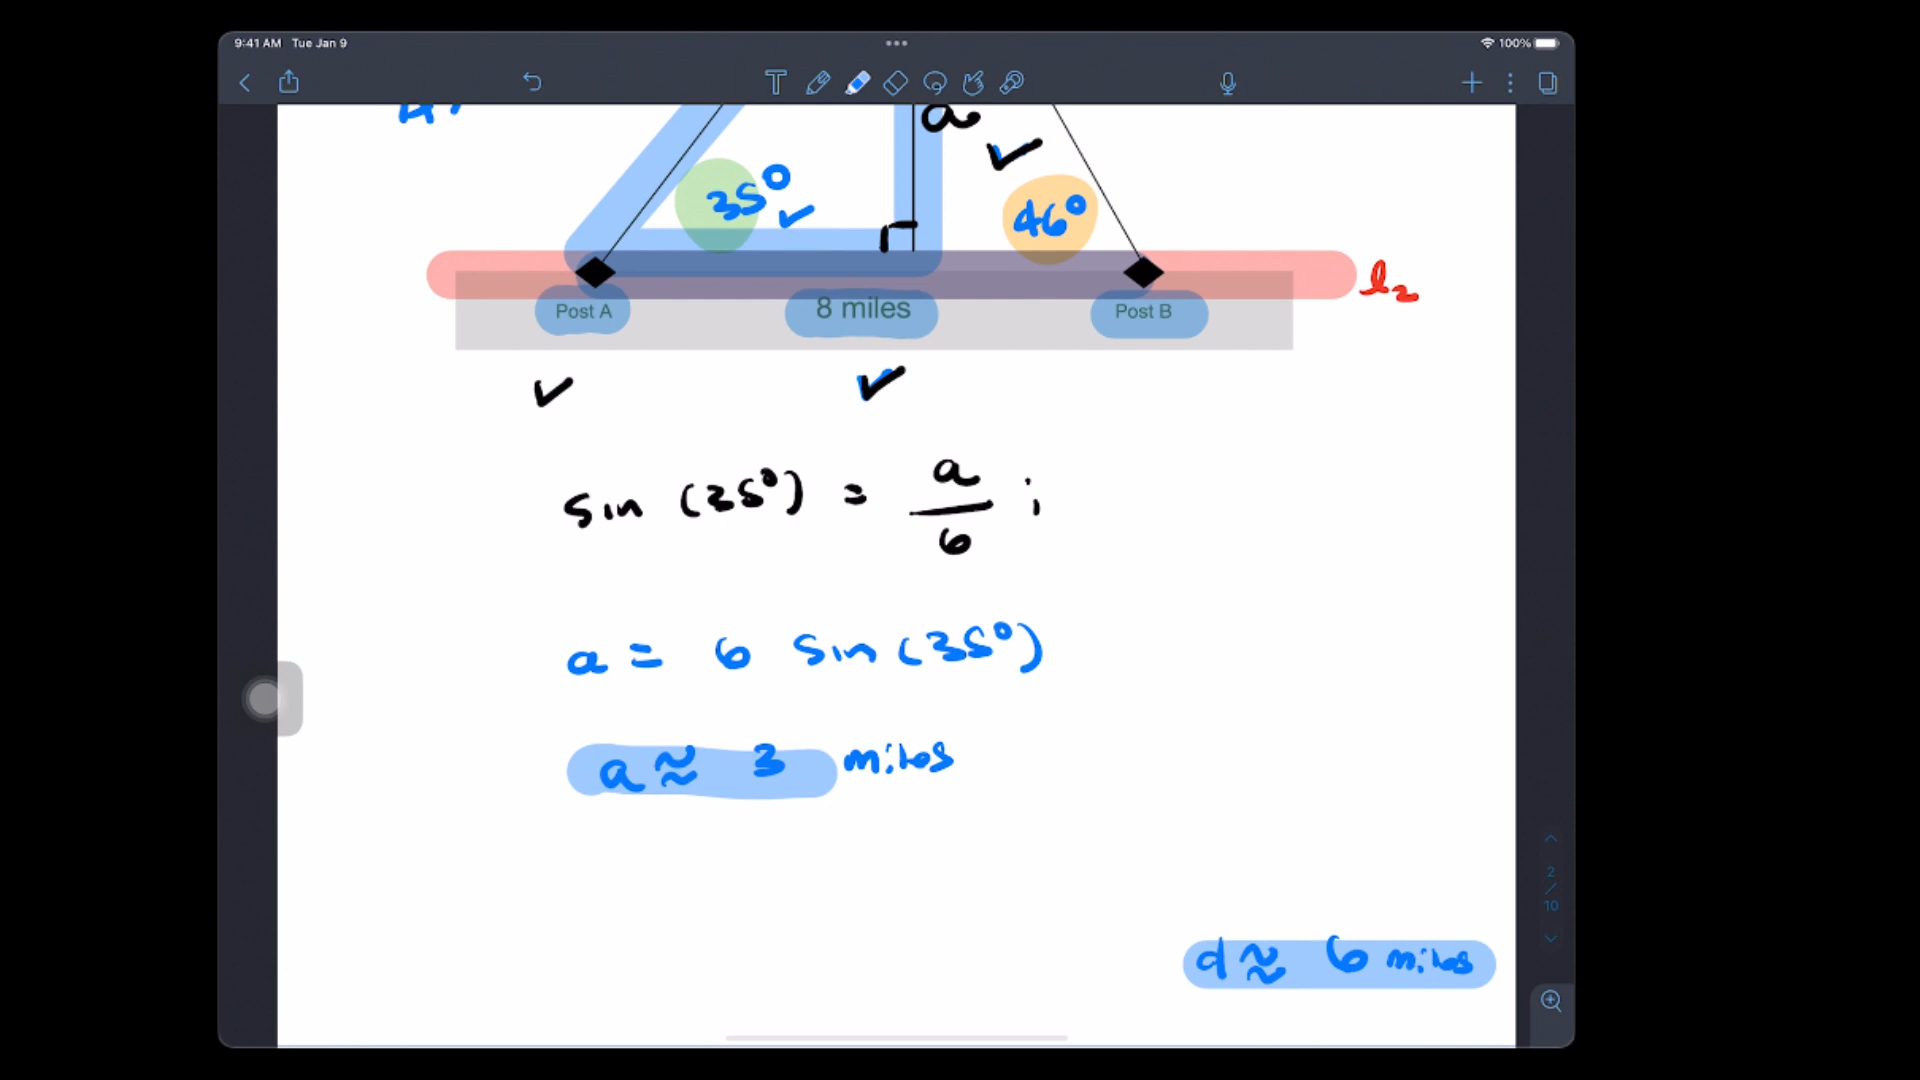 9:41 AM Tue Jan 9
100%
a
35°
46°
l₂
Post A
8 miles
Post B
sin (35°) = a/6 ;
a = 6 sin (35°)
a ≈ 3 miles
2
/
10
d ≈ 6 miles